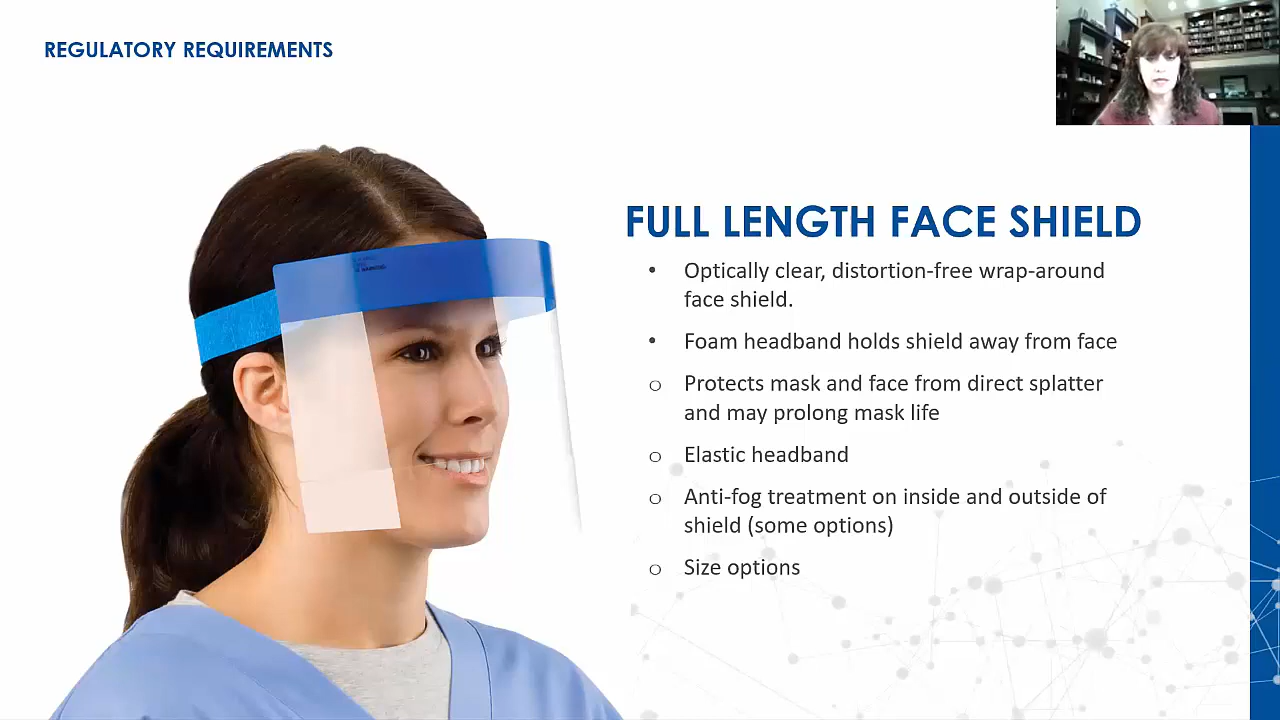 REGULATORY REQUIREMENTS
FULL LENGTH FACE SHIELD
• Optically clear, distortion-free wrap-around
face shield.
• Foam headband holds shield away from face
o Protects mask and face from direct splatter
and may prolong mask life
o Elastic headband
o Anti-fog treatment on inside and outside of
shield (some options)
o Size options